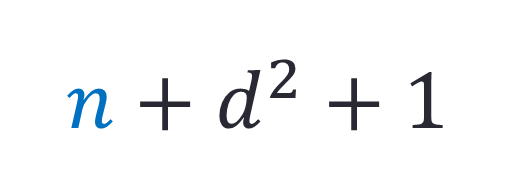 n + d² + 1